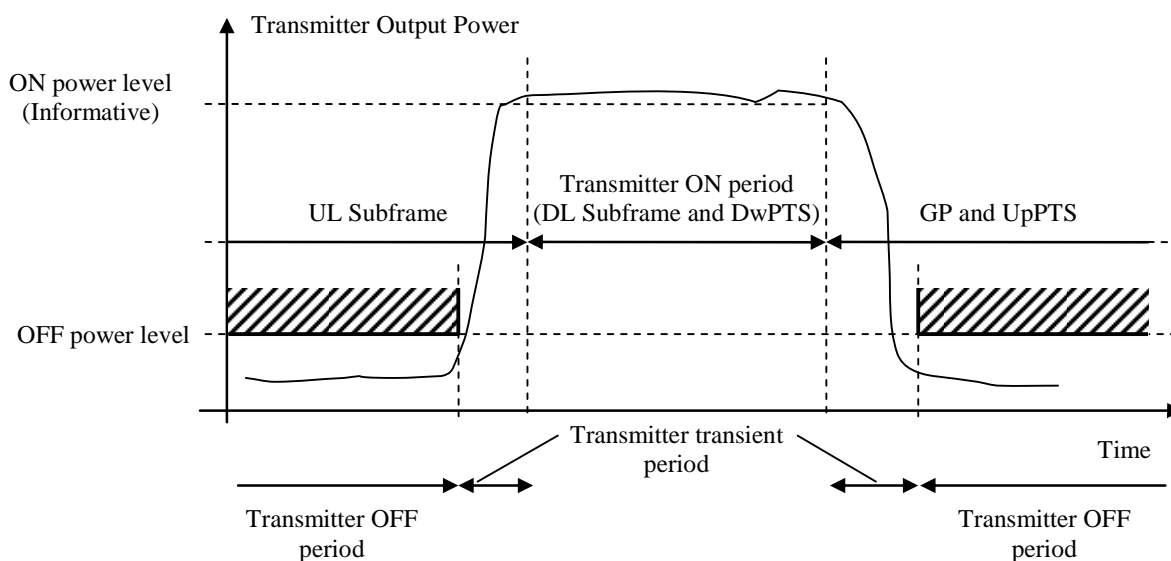 Transmitter Output Power
ON power level
(Informative)
Transmitter ON period
(DL Subframe and DwPTS)
UL Subframe
GP and UpPTS
OFF power level
Transmitter transient
period
Time
Transmitter OFF
period
Transmitter OFF
period